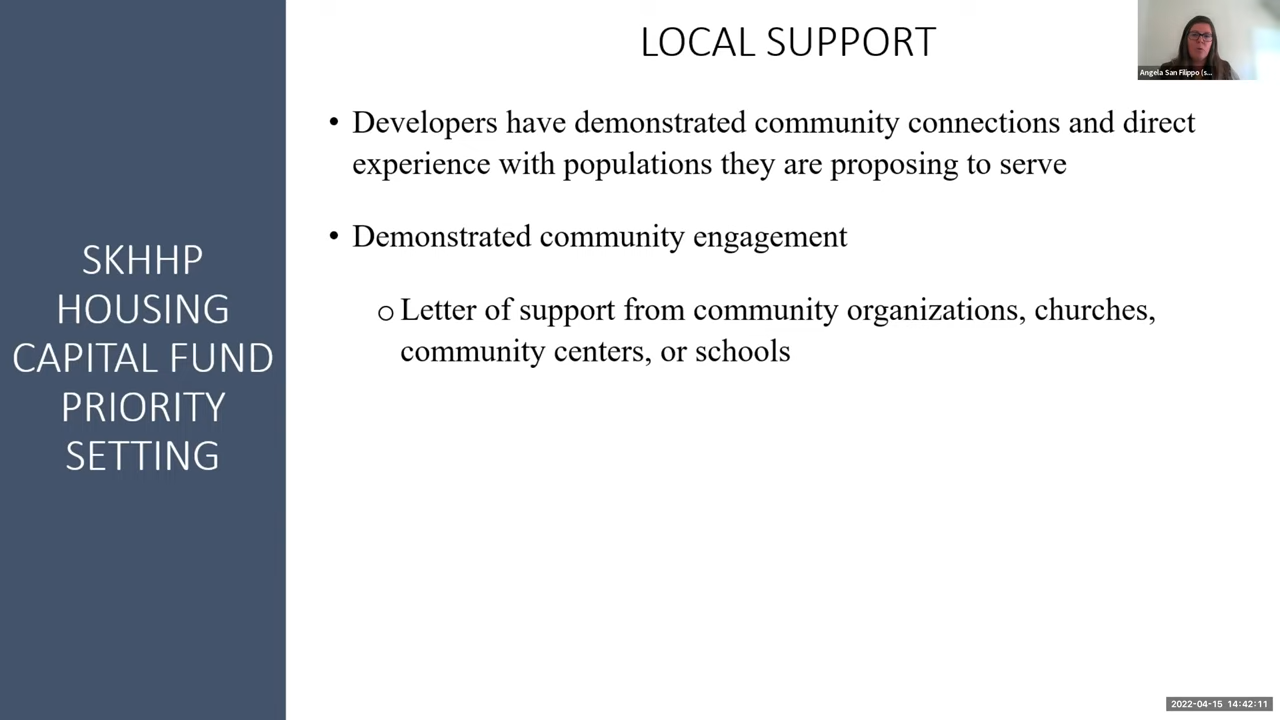 LOCAL SUPPORT
Angela San Filippo (s...
• Developers have demonstrated community connections and direct
experience with populations they are proposing to serve
• Demonstrated community engagement
o Letter of support from community organizations, churches,
community centers, or schools
SKHHP
HOUSING
CAPITAL FUND
PRIORITY
SETTING
2022-04-15 14:42:11